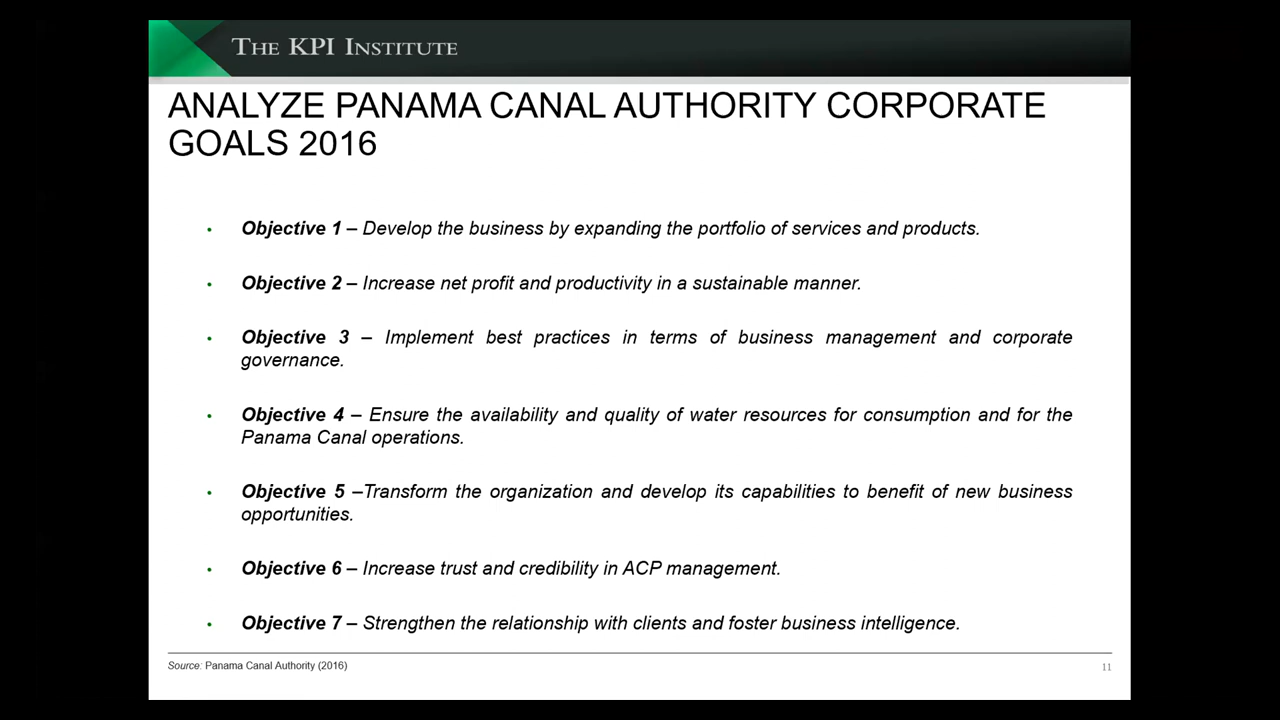 THE KPI INSTITUTE
ANALYZE PANAMA CANAL AUTHORITY CORPORATE
GOALS 2016
• Objective 1 – Develop the business by expanding the portfolio of services and products.
• Objective 2 – Increase net profit and productivity in a sustainable manner.
• Objective 3 – Implement best practices in terms of business management and corporate
governance.
• Objective 4 – Ensure the availability and quality of water resources for consumption and for the
Panama Canal operations.
• Objective 5 –Transform the organization and develop its capabilities to benefit of new business
opportunities.
• Objective 6 – Increase trust and credibility in ACP management.
• Objective 7 – Strengthen the relationship with clients and foster business intelligence.
Source: Panama Canal Authority (2016)
11